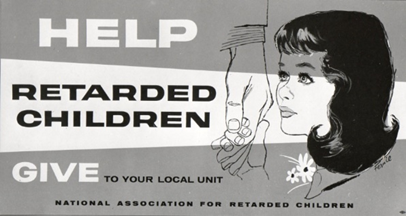 HELP
RETARDED
CHILDREN
GIVE TO YOUR LOCAL UNIT
NATIONAL ASSOCIATION FOR RETARDED CHILDREN